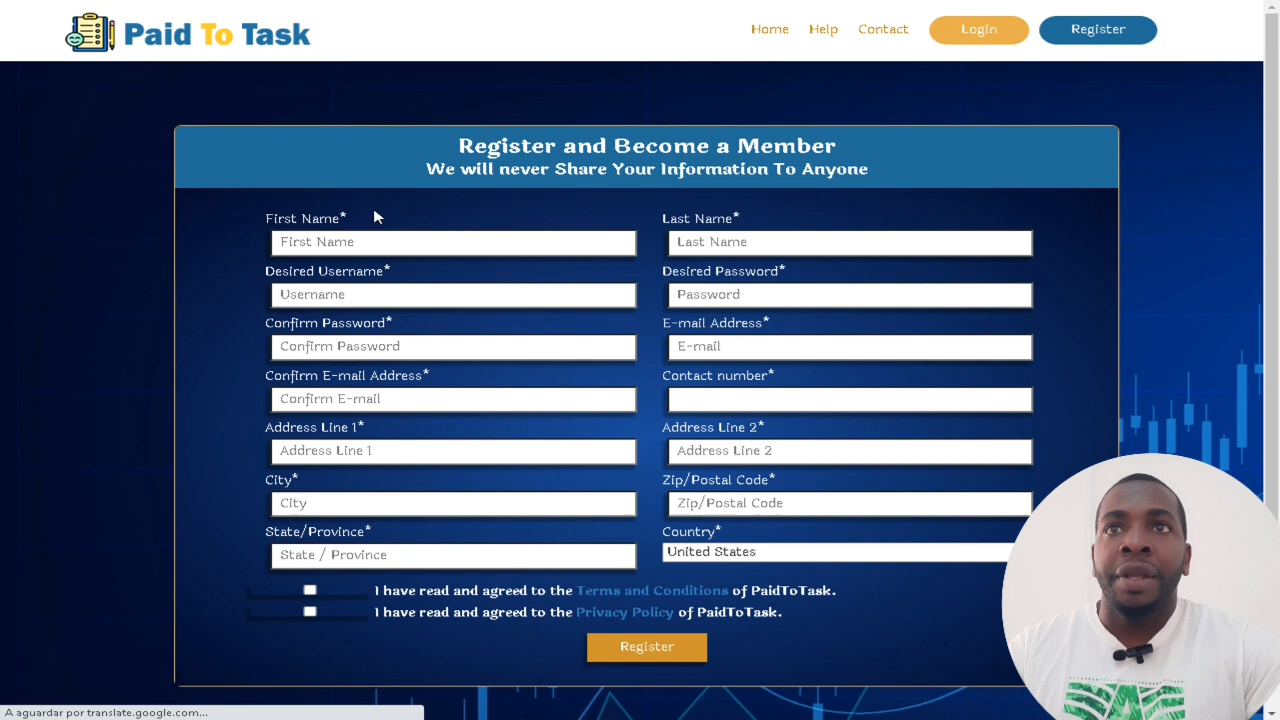 Paid To Task
Home Help Contact Login Register
Register and Become a Member
We will never Share Your Information To Anyone
First Name* Last Name*
First Name Last Name
Desired Username* Desired Password*
Username Password
Confirm Password* E-mail Address*
Confirm Password E-mail
Confirm E-mail Address* Contact number*
Confirm E-mail
Address Line 1* Address Line 2*
Address Line 1 Address Line 2
City* Zip/Postal Code*
City Zip/Postal Code
State/Province* Country*
State / Province United States
I have read and agreed to the Terms and Conditions of PaidToTask.
I have read and agreed to the Privacy Policy of PaidToTask.
Register
A aguardar por translate.google.com...